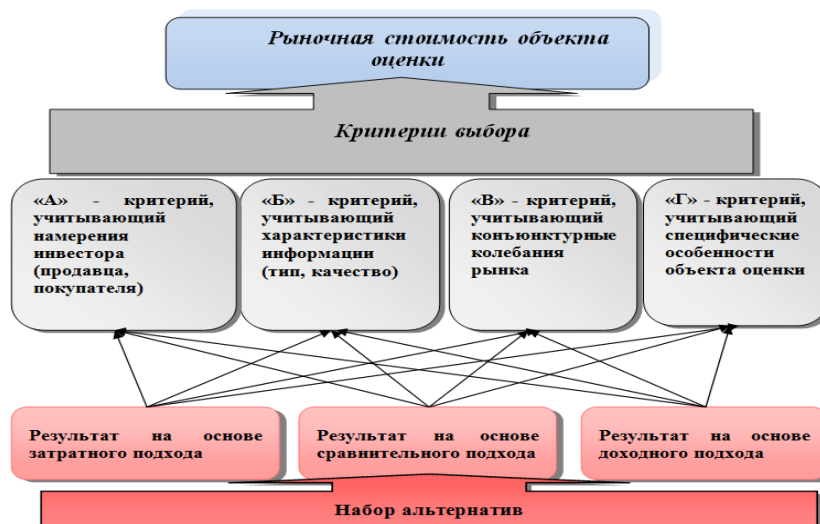 Рыночная стоимость объекта
оценки
Критерии выбора
«А» - критерий,
учитывающий
намерения
инвестора
(продавца,
покупателя)
«Б» - критерий,
учитывающий
характеристики
информации
(тип, качество)
«В» - критерий,
учитывающий
конъюнктурные
колебания
рынка
«Г» - критерий,
учитывающий
специфические
особенности
объекта оценки
Результат на основе
затратного подхода
Результат на основе
сравнительного подхода
Результат на основе
доходного подхода
Набор альтернатив